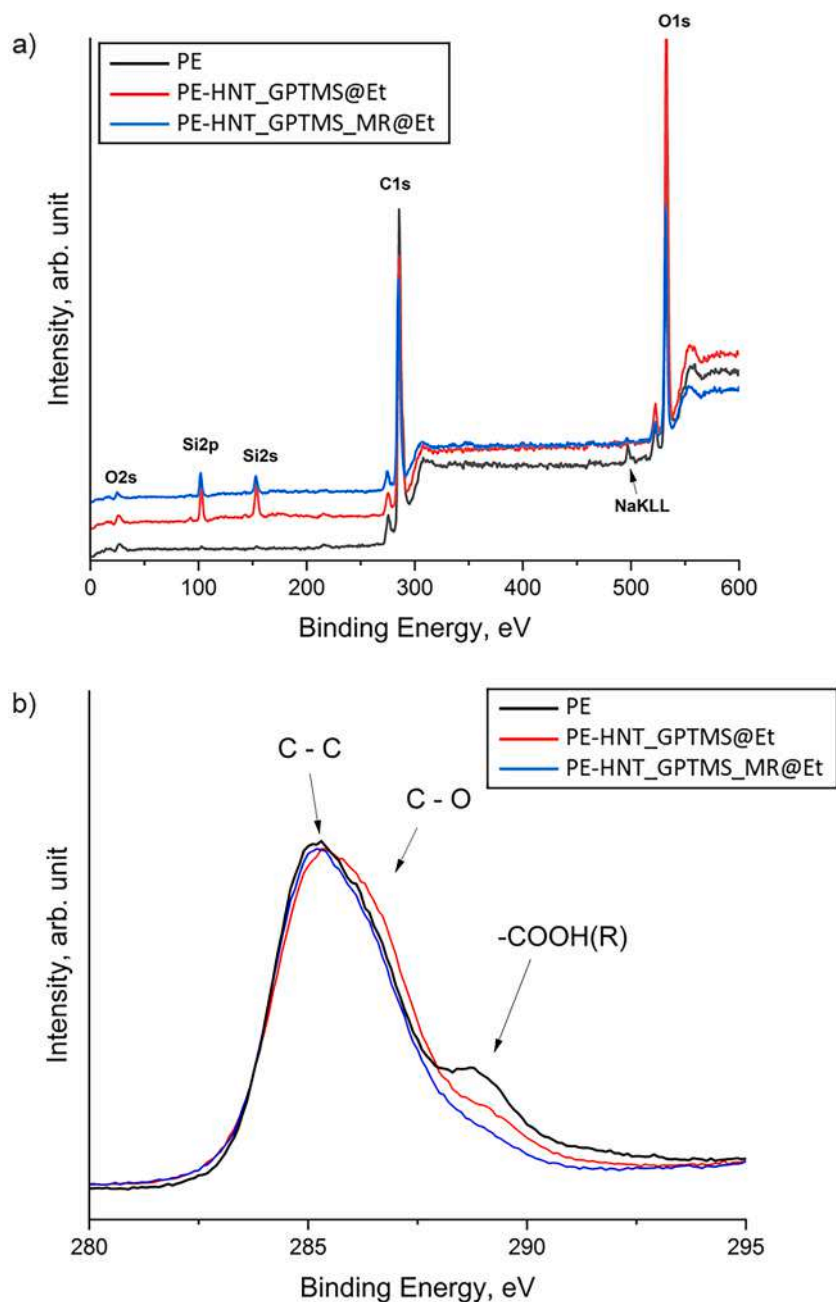 a)
PE
PE-HNT_GPTMS@Et
PE-HNT_GPTMS_MR@Et
O1s
C1s
Si2p
Si2s
O2s
NaKLL
Intensity, arb. unit
0 100 200 300 400 500 600
Binding Energy, eV
b)
PE
PE-HNT_GPTMS@Et
PE-HNT_GPTMS_MR@Et
C - C
C - O
-COOH(R)
Intensity, arb. unit
280 285 290 295
Binding Energy, eV